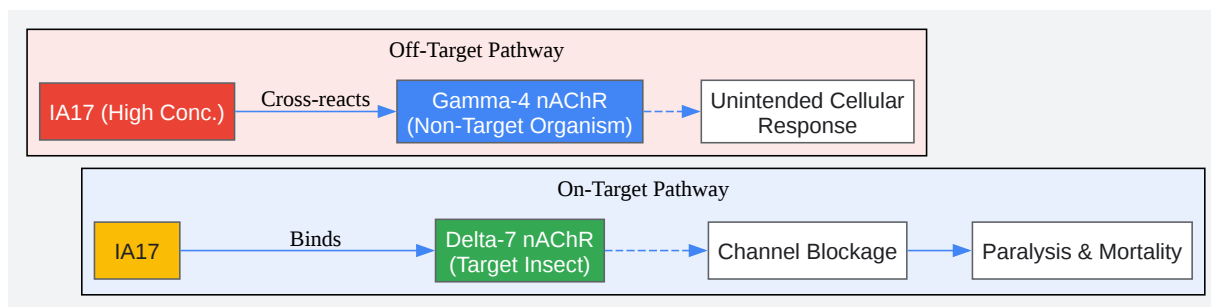 Off-Target Pathway
IA17 (High Conc.)
Cross-reacts
Gamma-4 nAChR
(Non-Target Organism)
Unintended Cellular
Response
On-Target Pathway
IA17
Binds
Delta-7 nAChR
(Target Insect)
Channel Blockage
Paralysis & Mortality